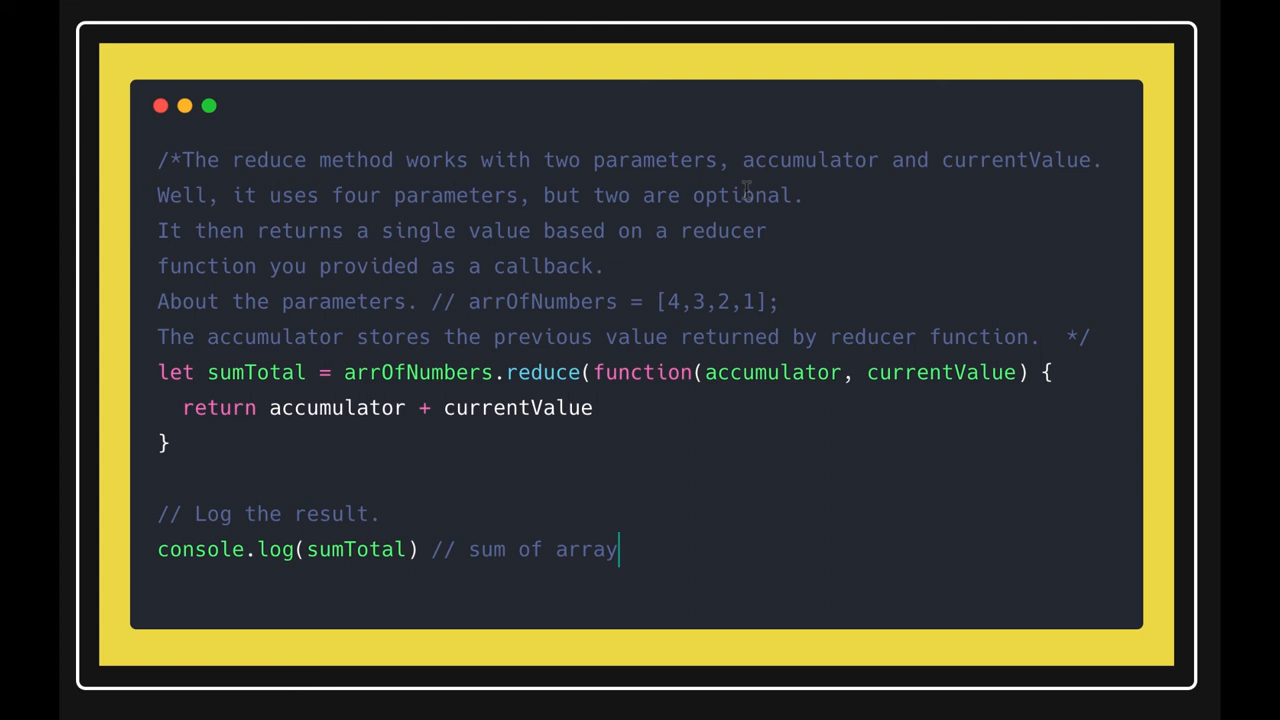 /*The reduce method works with two parameters, accumulator and currentValue.
Well, it uses four parameters, but two are optional.
It then returns a single value based on a reducer
function you provided as a callback.
About the parameters. // arrOfNumbers = [4,3,2,1];
The accumulator stores the previous value returned by reducer function.  */
let sumTotal = arrOfNumbers.reduce(function(accumulator, currentValue) {
  return accumulator + currentValue
}
// Log the result.
console.log(sumTotal) // sum of array